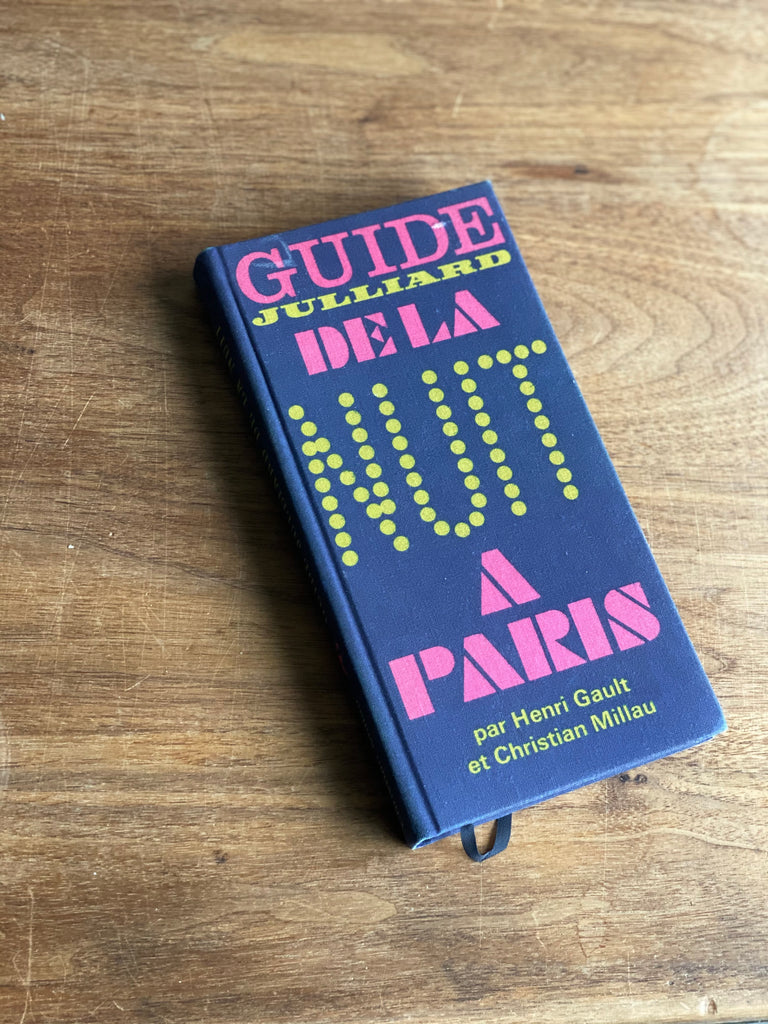 GUIDE
JULLIARD
DE LA
NUIT
A
PARIS
par Henri Gault
et Christian Millau